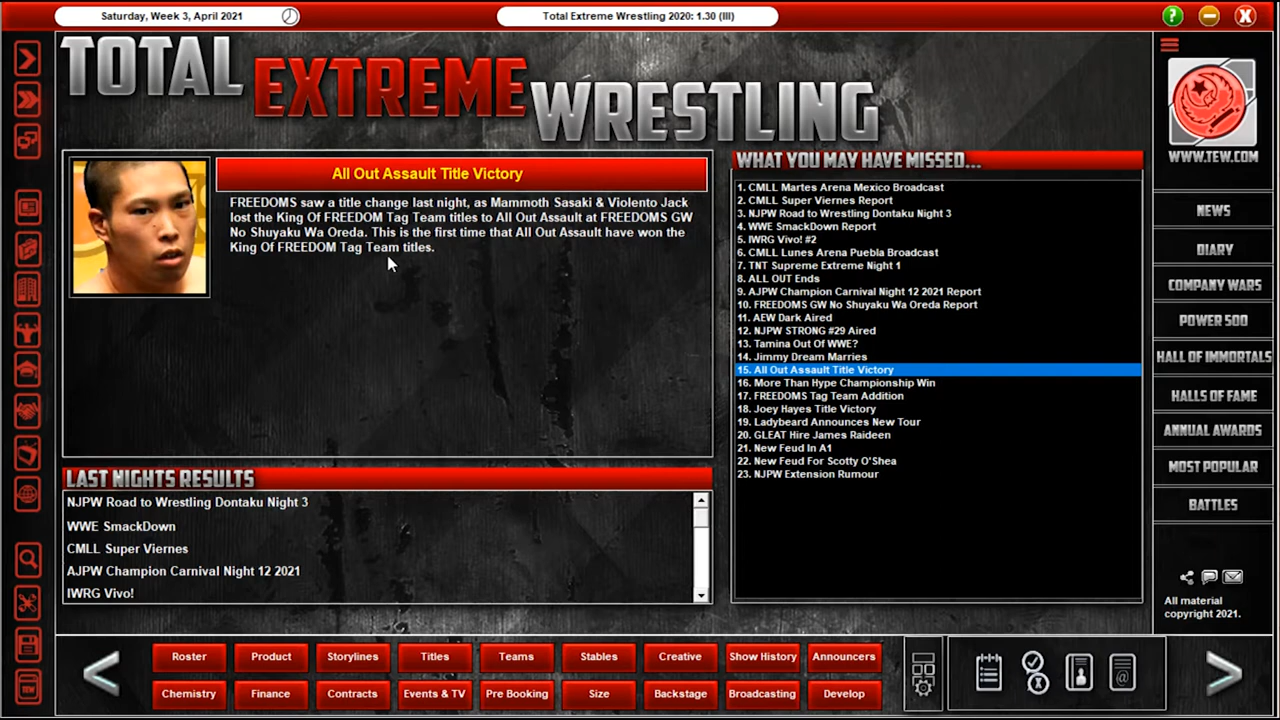 Saturday, Week 3, April 2021
Total Extreme Wrestling 2020: 1.30 (III)
TOTAL EXTREME WRESTLING
WWW.TEW.COM
All Out Assault Title Victory
FREEDOMS saw a title change last night, as Mammoth Sasaki & Violento Jack
lost the King Of FREEDOM Tag Team titles to All Out Assault at FREEDOMS GW
No Shuyaku Wa Oreda. This is the first time that All Out Assault have won the
King Of FREEDOM Tag Team titles.
LAST NIGHTS RESULTS
NJPW Road to Wrestling Dontaku Night 3
WWE SmackDown
CMLL Super Viernes
AJPW Champion Carnival Night 12 2021
IWRG Vivo!
WHAT YOU MAY HAVE MISSED...
1. CMLL Martes Arena Mexico Broadcast
2. CMLL Super Viernes Report
3. NJPW Road to Wrestling Dontaku Night 3
4. WWE SmackDown Report
5. IWRG Vivo! #2
6. CMLL Lunes Arena Puebla Broadcast
7. TNT Supreme Extreme Night 1
8. ALL OUT Ends
9. AJPW Champion Carnival Night 12 2021 Report
10. FREEDOMS GW No Shuyaku Wa Oreda Report
11. AEW Dark Aired
12. NJPW STRONG #29 Aired
13. Tamina Out Of WWE?
14. Jimmy Dream Marries
15. All Out Assault Title Victory
16. More Than Hype Championship Win
17. FREEDOMS Tag Team Addition
18. Joey Hayes Title Victory
19. Ladybeard Announces New Tour
20. GLEAT Hire James Raideen
21. New Feud In A1
22. New Feud For Scotty O'Shea
23. NJPW Extension Rumour
NEWS
DIARY
COMPANY WARS
POWER 500
HALL OF IMMORTALS
HALLS OF FAME
ANNUAL AWARDS
MOST POPULAR
BATTLES
All material
copyright 2021.
Roster
Product
Storylines
Titles
Teams
Stables
Creative
Show History
Announcers
Chemistry
Finance
Contracts
Events & TV
Pre Booking
Size
Backstage
Broadcasting
Develop
TEW